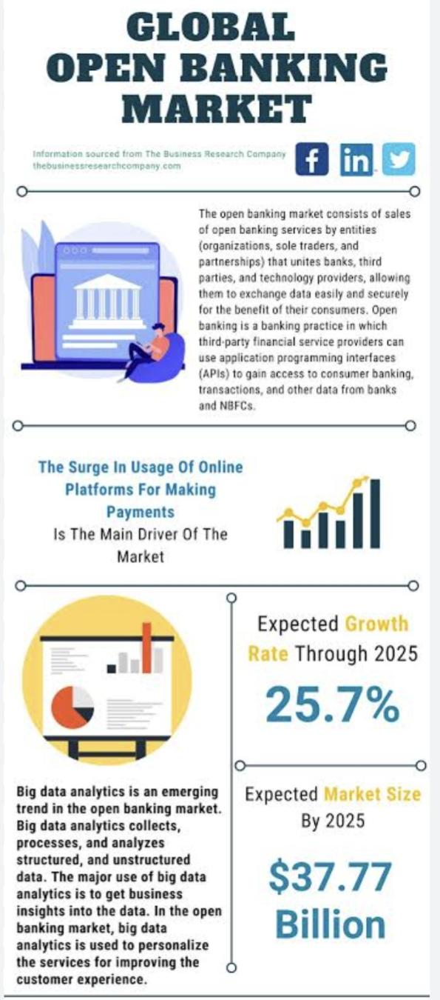 GLOBAL
OPEN BANKING
MARKET
Information sourced from The Business Research Company
thebusinessresearchcompany.com
f
in
The open banking market consists of sales
of open banking services by entities
(organizations, sole traders, and
partnerships) that unites banks, third
parties, and technology providers, allowing
them to exchange data easily and securely
for the benefit of their consumers. Open
banking is a banking practice in which
third-party financial service providers can
use application programming interfaces
(APIs) to gain access to consumer banking,
transactions, and other data from banks
and NBFCs.
The Surge In Usage Of Online
Platforms For Making
Payments
Is The Main Driver Of The
Market
Expected Growth
Rate Through 2025
25.7%
Big data analytics is an emerging
trend in the open banking market.
Big data analytics collects,
processes, and analyzes
structured, and unstructured
data. The major use of big data
analytics is to get business
insights into the data. In the open
banking market, big data
analytics is used to personalize
the services for improving the
customer experience.
Expected Market Size
By 2025
$37.77
Billion